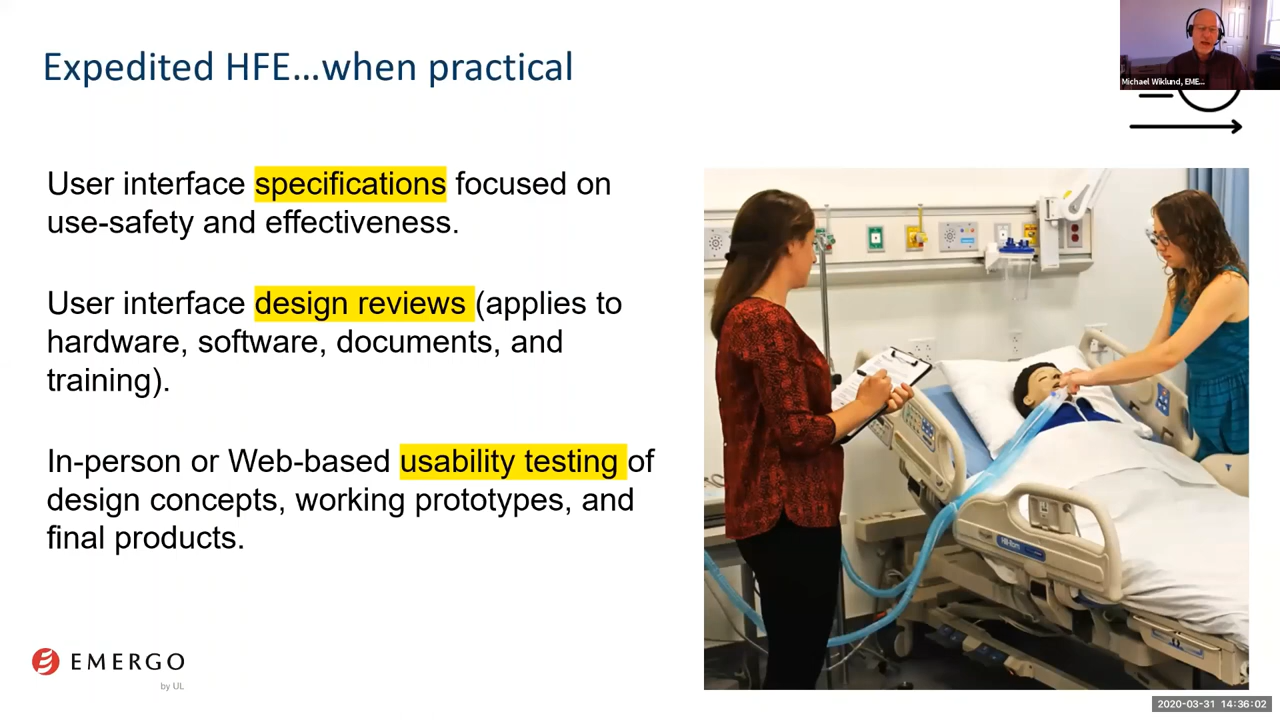 Expedited HFE...when practical
Michael Wiklund, EME...
User interface specifications focused on
use-safety and effectiveness.
User interface design reviews (applies to
hardware, software, documents, and
training).
In-person or Web-based usability testing of
design concepts, working prototypes, and
final products.
Hill-Rom
EMERGO
by UL
2020-03-31 14:36:02